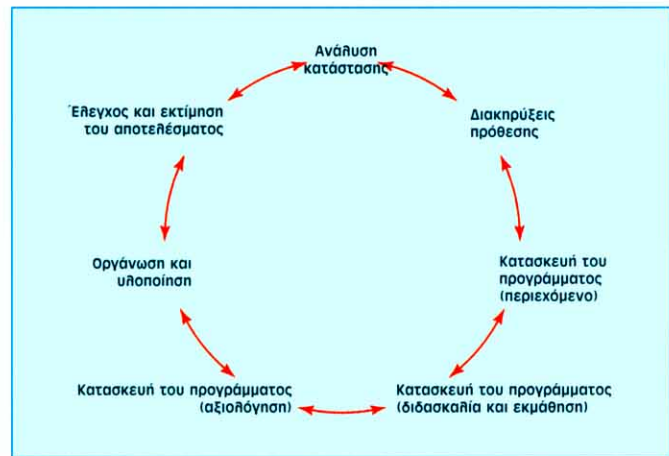 Ανάλυση
κατάστασης
Διακηρύξεις
πρόθεσης
Κατασκευή του
προγράμματος
(περιεχόμενο)
Κατασκευή του προγράμματος
(διδασκαλία και εκμάθηση)
Κατασκευή του προγράμματος
(αξιολόγηση)
Οργάνωση και
υλοποίηση
Έλεγχος και εκτίμηση
του αποτελέσματος